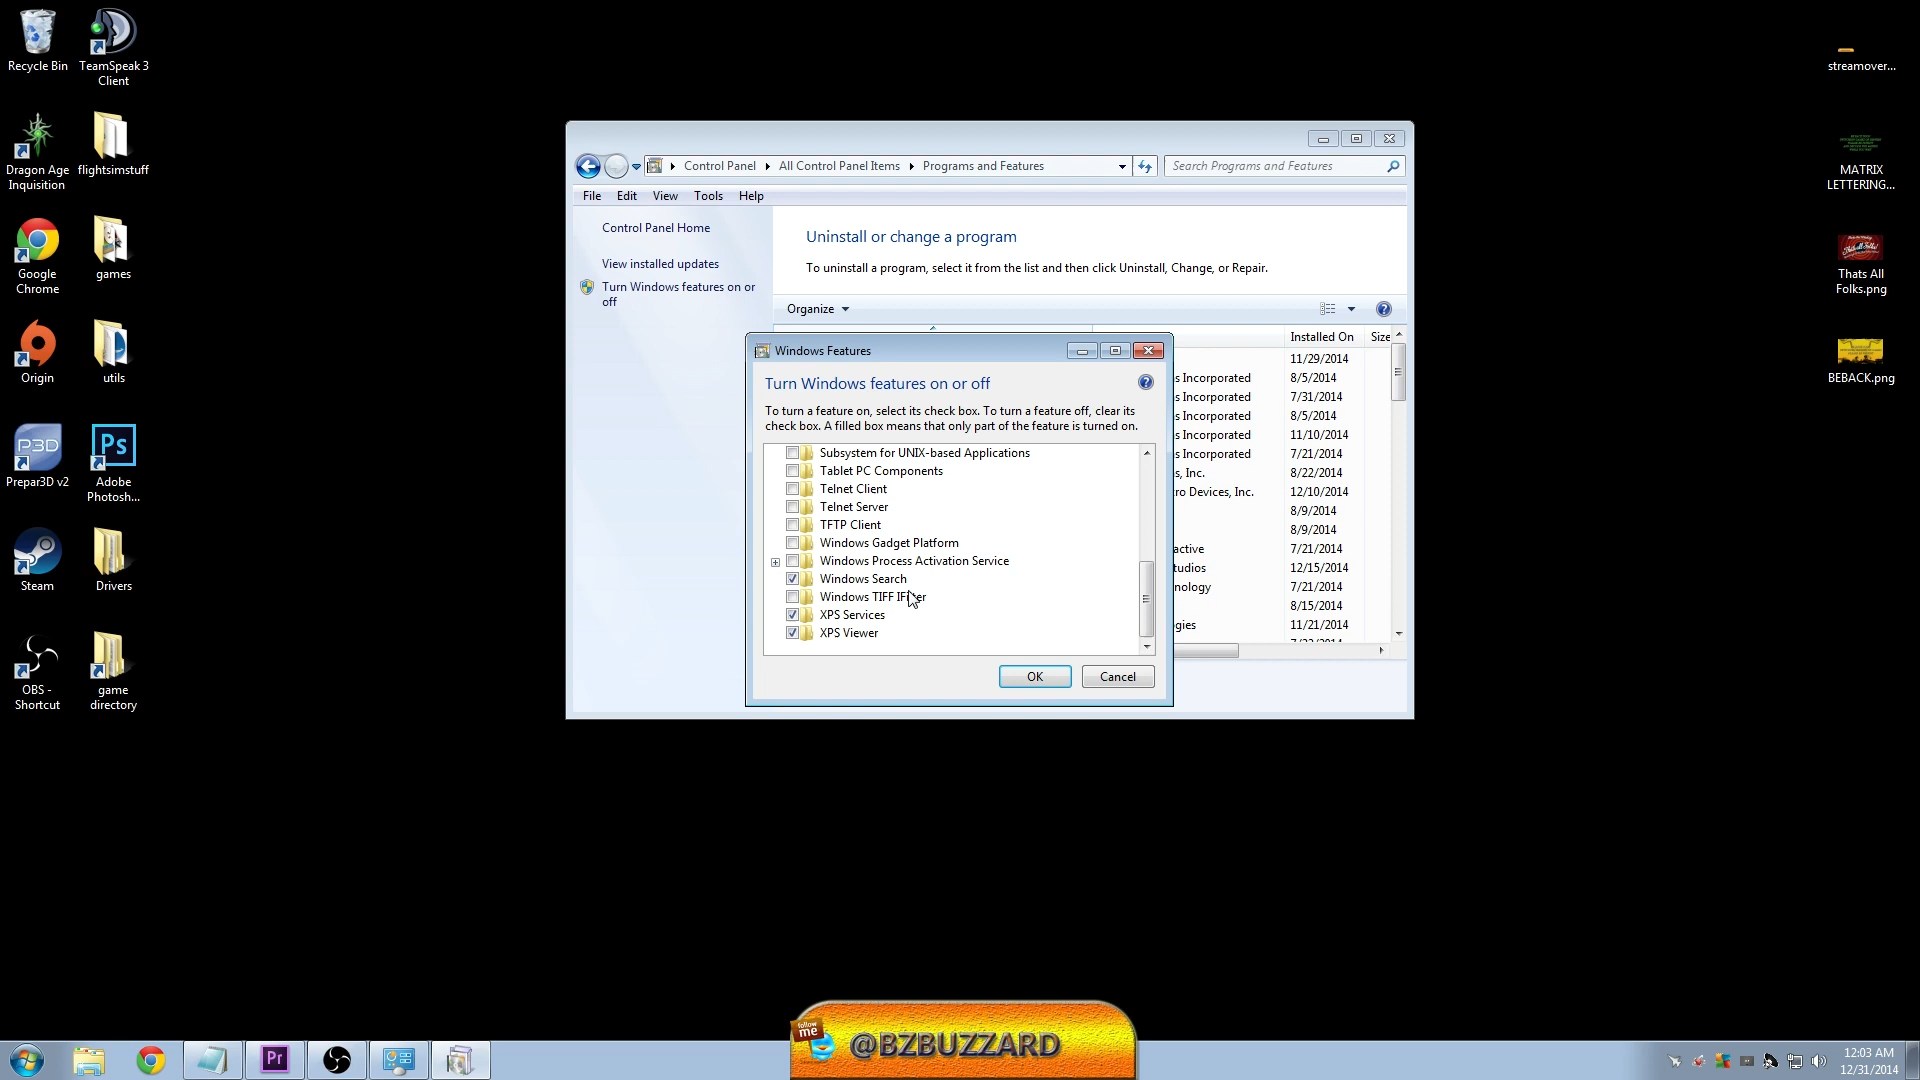 Recycle Bin
TeamSpeak 3
Client
Dragon Age
Inquisition
flightsimstuff
Google
Chrome
games
Origin
utils
P3D
Prepar3D v2
Ps
Adobe
Photosh...
Steam
Drivers
OBS -
Shortcut
game
directory
streamover...
MATRIX
LETTERING...
Thats All
Folks.png
BEBACK.png
Control Panel
All Control Panel Items
Programs and Features
Search Programs and Features
File Edit View Tools Help
Control Panel Home
View installed updates
Turn Windows features on or
off
Uninstall or change a program
To uninstall a program, select it from the list and then click Uninstall, Change, or Repair.
Organize
Installed On Size
11/29/2014
s Incorporated 8/5/2014
s Incorporated 7/31/2014
s Incorporated 8/5/2014
s Incorporated 11/10/2014
s Incorporated 7/21/2014
s, Inc. 8/22/2014
ro Devices, Inc. 12/10/2014
8/9/2014
8/9/2014
active 7/21/2014
tudios 12/15/2014
nology 7/21/2014
8/15/2014
gies 11/21/2014
Windows Features
Turn Windows features on or off
To turn a feature on, select its check box. To turn a feature off, clear its
check box. A filled box means that only part of the feature is turned on.
Subsystem for UNIX-based Applications
Tablet PC Components
Telnet Client
Telnet Server
TFTP Client
Windows Gadget Platform
Windows Process Activation Service
Windows Search
Windows TIFF IFilter
XPS Services
XPS Viewer
OK
Cancel
follow
me
@BZBUZZARD
Pr
12:03 AM
12/31/2014